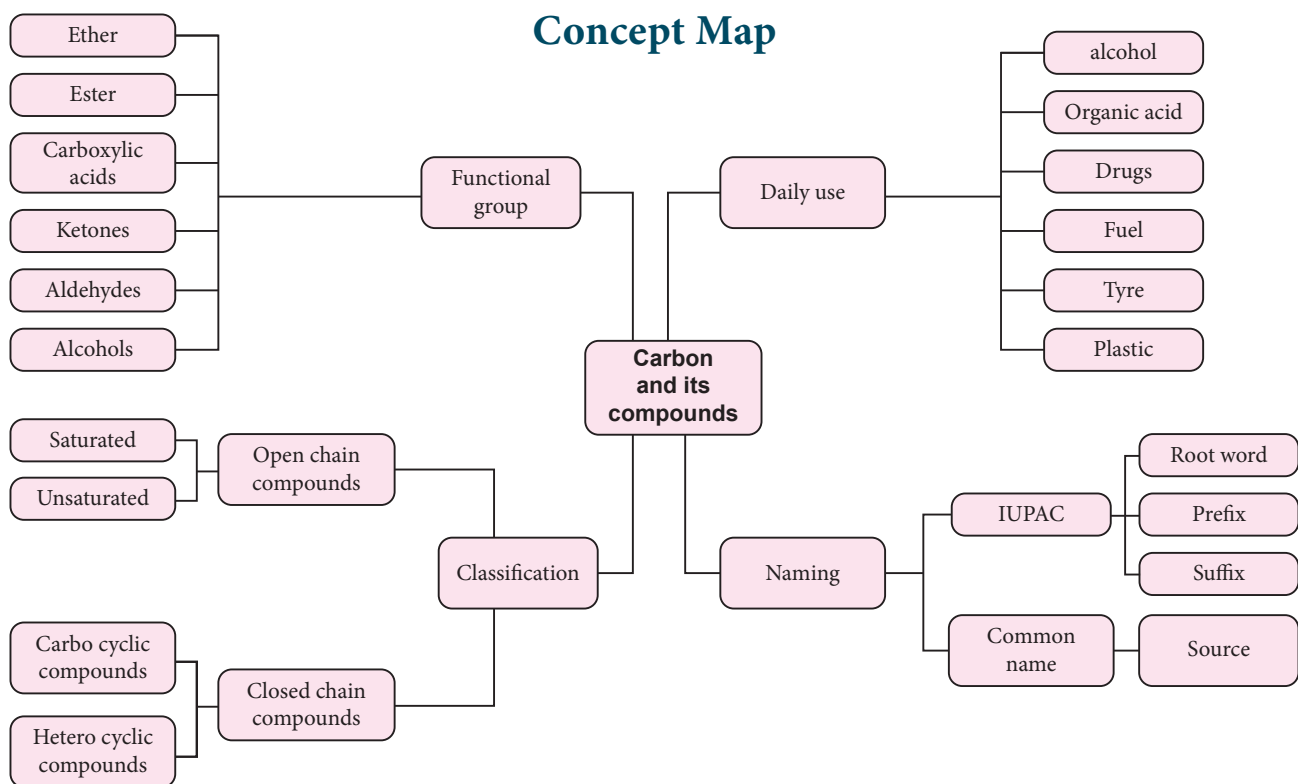 Concept Map
Ether
Ester
Carboxylic
acids
Ketones
Aldehydes
Alcohols
Functional
group
Daily use
alcohol
Organic acid
Drugs
Fuel
Tyre
Plastic
Carbon
and its
compounds
Saturated
Unsaturated
Open chain
compounds
Classification
Carbo cyclic
compounds
Hetero cyclic
compounds
Closed chain
compounds
Naming
IUPAC
Root word
Prefix
Suffix
Common
name
Source